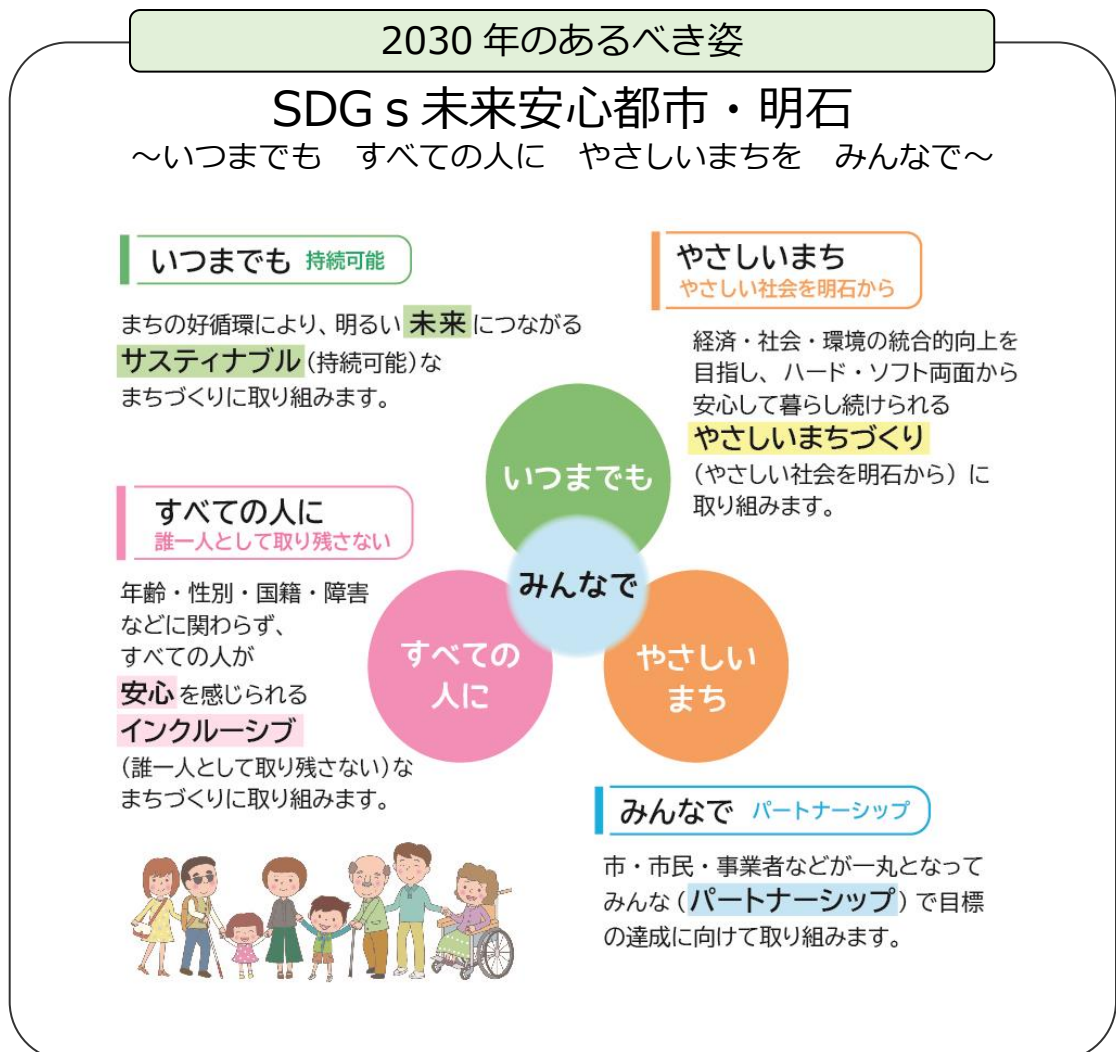 2030 年のあるべき姿
SDGｓ未来安心都市・明石
～いつまでも　すべての人に　やさしいまちを　みんなで～
いつまでも 持続可能
まちの好循環により、明るい 未来 につながる
サスティナブル (持続可能)な
まちづくりに取り組みます。
やさしいまち
やさしい社会を明石から
経済・社会・環境の統合的向上を
目指し、ハード・ソフト両面から
安心して暮らし続けられる
やさしいまちづくり
(やさしい社会を明石から) に
取り組みます。
すべての人に
誰一人として取り残さない
年齢・性別・国籍・障害
などに関わらず、
すべての人が
安心 を感じられる
インクルーシブ
(誰一人として取り残さない)な
まちづくりに取り組みます。
いつまでも
みんなで
すべての
人に
やさしい
まち
みんなで パートナーシップ
市・市民・事業者などが一丸となって
みんな (パートナーシップ) で目標
の達成に向けて取り組みます。